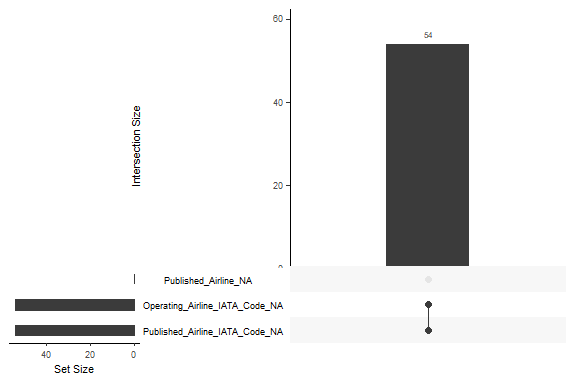 60
54
40
Intersection Size
20
0
Published_Airline_NA
Operating_Airline_IATA_Code_NA
Published_Airline_IATA_Code_NA
40 20 0
Set Size